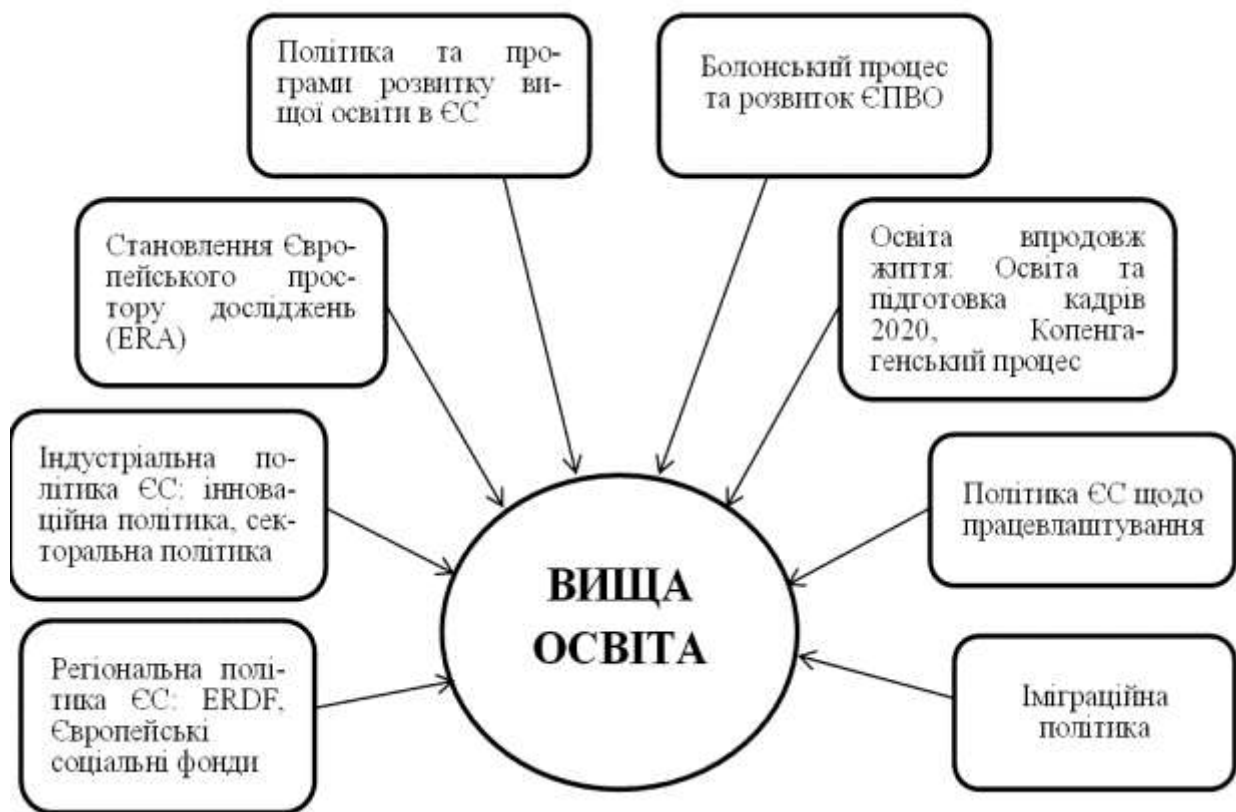 Політика та про-
грами розвитку ви-
щої освіти в ЄС
Болонський процес
та розвиток ЄПВО
Становлення Євро-
пейського прос-
тору досліджень
(ERA)
Освіта впродовж
життя: Освіта та
підготовка кадрів
2020, Копенга-
генський процес
Індустріальна по-
літика ЄС: іннова-
ційна політика, сек-
торальна політика
Політика ЄС щодо
працевлаштування
ВИЩА
ОСВІТА
Регіональна полі-
тика ЄС: ERDF,
Європейські
соціальні фонди
Іміграційна
політика